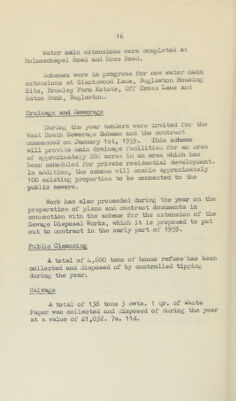 16
Water main extensions were completed at
Holmeschapel Road and Moss Road.
Schemes were in progress for new water main
extensions at Giantswood Lane, Buglawton Housing
Site, Bromley Farm Estate, Off Cross Lane and
Eaton Bank, Buglawton.
Drainage and Sewerage
During the year tenders were invited for the
West Heath Sewerage Scheme and the contract
commenced on January 1st, 1959. This scheme
will provide main drainage facilities for an area
of approximately 260 acres in an area which has
been scheduled for private residential development.
In addition, the scheme will enable approximately
100 existing properties to be connected to the
public sewers.
Work has also proceeded during the year on the
preparation of plans and contract documents in
connection with the scheme for the extension of the
Sewage Disposal Works, which it is proposed to put
out to contract in the early part of 1959.
Public Cleansing
A total of 4,600 tons of house refuse has been
collected and disposed of by controlled tipping
during the year.
Salvage
A total of 138 tons 3 cwts. 1 qr. of Waste
Paper was collected and disposed of during the year
at a value of £1,032. 7s. 11d.